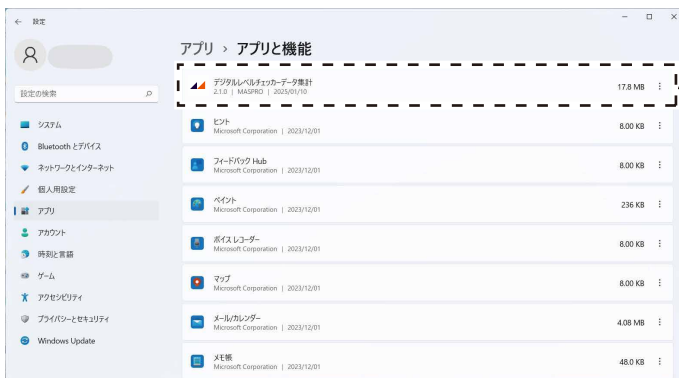 設定
アプリ › アプリと機能
設定の検索
システム
Bluetooth とデバイス
ネットワークとインターネット
個人用設定
アプリ
アカウント
時刻と言語
ゲーム
アクセシビリティ
プライバシーとセキュリティ
Windows Update
デジタルレベルチェッカーデータ集計
2.1.0 | MASPRO | 2025/01/10
17.8 MB
ヒント
Microsoft Corporation | 2023/12/01
8.00 KB
フィードバック Hub
Microsoft Corporation | 2023/12/01
8.00 KB
ペイント
Microsoft Corporation | 2023/12/01
236 KB
ボイス レコーダー
Microsoft Corporation | 2023/12/01
8.00 KB
マップ
Microsoft Corporation | 2023/12/01
8.00 KB
メール/カレンダー
Microsoft Corporation | 2023/12/01
4.08 MB
メモ帳
Microsoft Corporation | 2023/12/01
48.0 KB